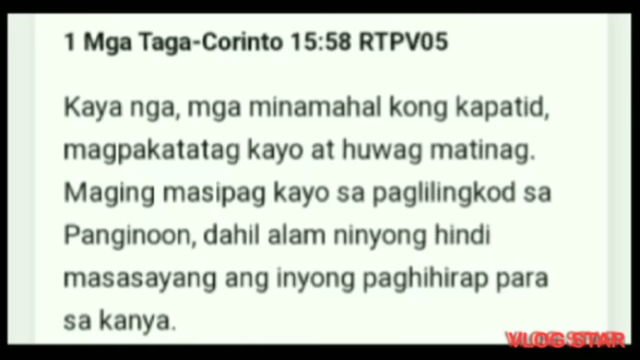 1 Mga Taga-Corinto 15:58 RTPV05
Kaya nga, mga minamahal kong kapatid,
magpakatatag kayo at huwag matinag.
Maging masipag kayo sa paglilingkod sa
Panginoon, dahil alam ninyong hindi
masasayang ang inyong paghihirap para
sa kanya.
VLOG STAR